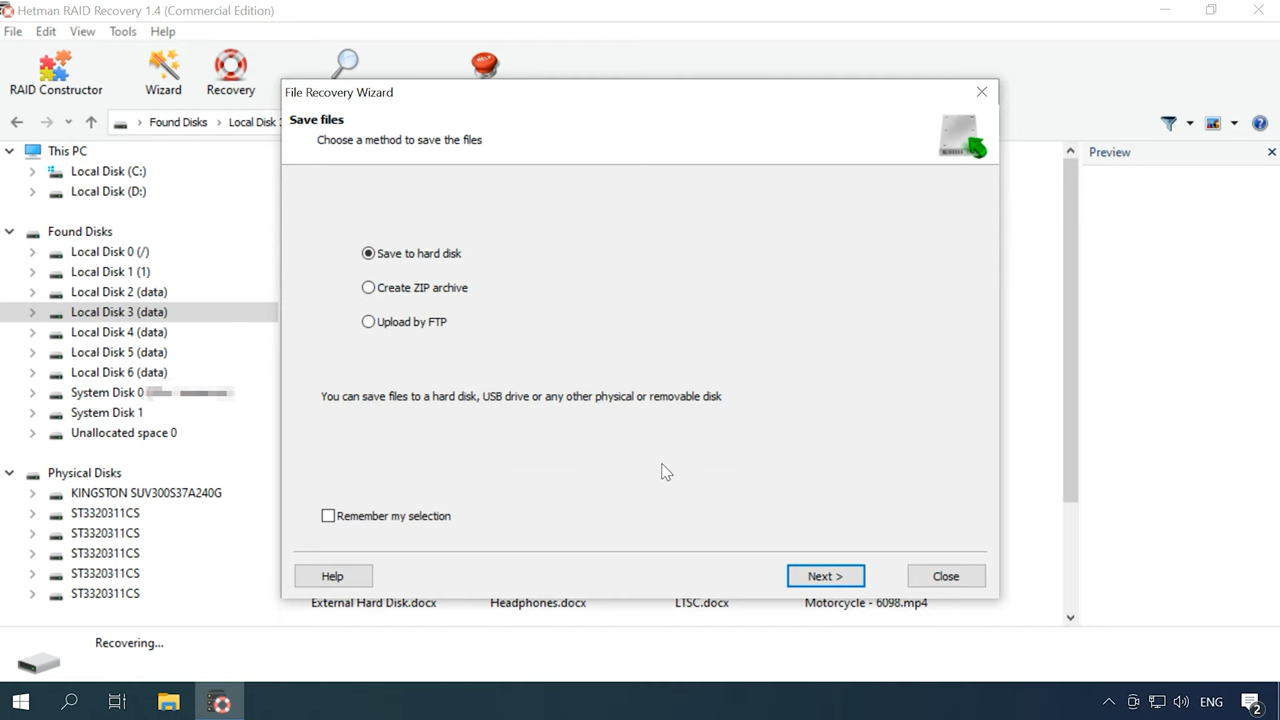 Hetman RAID Recovery 1.4 (Commercial Edition)
File Edit View Tools Help
RAID Constructor Wizard Recovery
Found Disks Local Disk
This PC
Local Disk (C:)
Local Disk (D:)
Found Disks
Local Disk 0 (/)
Local Disk 1 (1)
Local Disk 2 (data)
Local Disk 3 (data)
Local Disk 4 (data)
Local Disk 5 (data)
Local Disk 6 (data)
System Disk 0
System Disk 1
Unallocated space 0
Physical Disks
KINGSTON SUV300S37A240G
ST3320311CS
ST3320311CS
ST3320311CS
ST3320311CS
ST3320311CS
File Recovery Wizard
Save files
Choose a method to save the files
Save to hard disk
Create ZIP archive
Upload by FTP
You can save files to a hard disk, USB drive or any other physical or removable disk
Remember my selection
Help Next > Close
External Hard Disk.docx Headphones.docx LTSC.docx Motorcycle - 6098.mp4
Preview
Recovering...
ENG 2